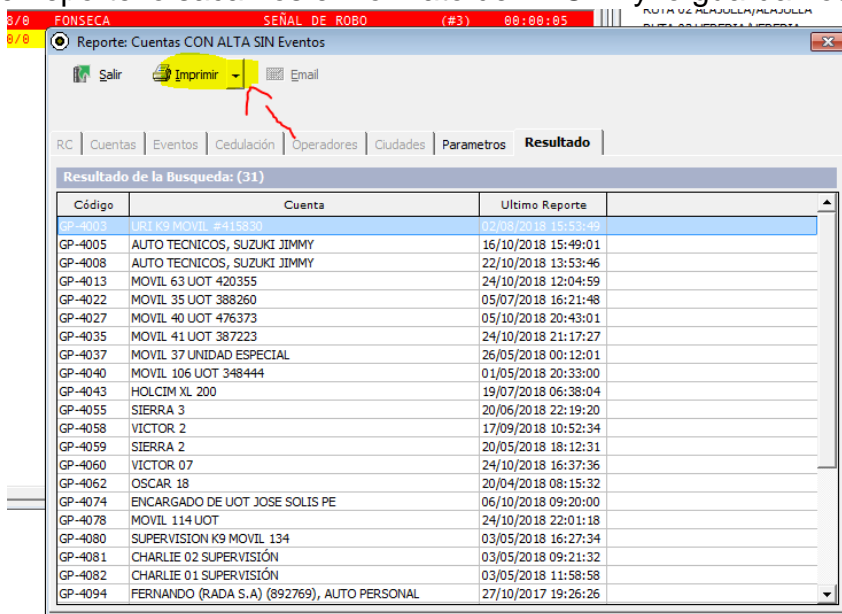 8/0 FONSECA SEÑAL DE ROBO (#3) 00:00:05
0/0
Reporte: Cuentas CON ALTA SIN Eventos
Salir Imprimir Email
RC Cuentas Eventos Cedulación Operadores Ciudades Parametros Resultado
Resultado de la Busqueda: (31)
Código Cuenta Ultimo Reporte
GP-4003 URI K9 MOVIL #415830 02/08/2018 15:53:49
GP-4005 AUTO TECNICOS, SUZUKI JIMMY 16/10/2018 15:49:01
GP-4008 AUTO TECNICOS, SUZUKI JIMMY 22/10/2018 13:53:46
GP-4013 MOVIL 63 UOT 420355 24/10/2018 12:04:59
GP-4022 MOVIL 35 UOT 388260 05/07/2018 16:21:48
GP-4027 MOVIL 40 UOT 476373 05/10/2018 20:43:01
GP-4035 MOVIL 41 UOT 387223 24/10/2018 21:17:27
GP-4037 MOVIL 37 UNIDAD ESPECIAL 26/05/2018 00:12:01
GP-4040 MOVIL 106 UOT 348444 01/05/2018 20:33:00
GP-4043 HOLCIM XL 200 19/07/2018 06:38:04
GP-4055 SIERRA 3 20/06/2018 22:19:20
GP-4058 VICTOR 2 17/09/2018 10:52:34
GP-4059 SIERRA 2 20/05/2018 18:12:31
GP-4060 VICTOR 07 24/10/2018 16:37:36
GP-4062 OSCAR 18 20/04/2018 08:15:32
GP-4074 ENCARGADO DE UOT JOSE SOLIS PE 06/10/2018 09:20:00
GP-4078 MOVIL 114 UOT 24/10/2018 22:01:18
GP-4080 SUPERVISION K9 MOVIL 134 03/05/2018 16:27:34
GP-4081 CHARLIE 02 SUPERVISIÓN 03/05/2018 09:21:32
GP-4082 CHARLIE 01 SUPERVISIÓN 03/05/2018 11:58:58
GP-4094 FERNANDO (RADA S.A) (892769), AUTO PERSONAL 27/10/2017 19:26:26